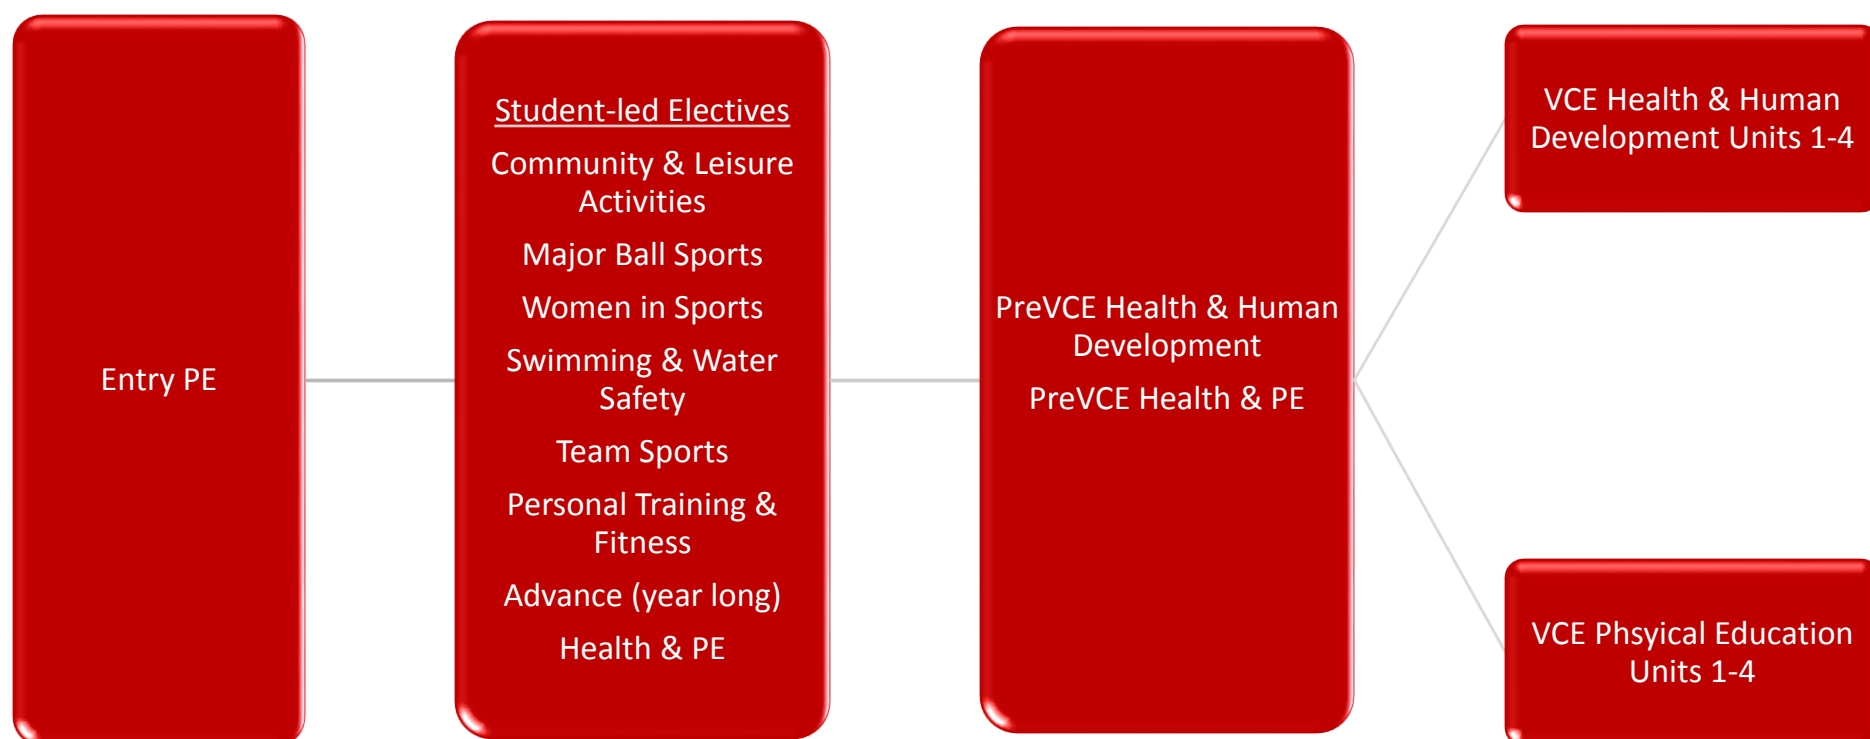 Entry PE
Student-led Electives
Community & Leisure
Activities
Major Ball Sports
Women in Sports
Swimming & Water
Safety
Team Sports
Personal Training &
Fitness
Advance (year long)
Health & PE
PreVCE Health & Human
Development
PreVCE Health & PE
VCE Health & Human
Development Units 1-4
VCE Phsyical Education
Units 1-4